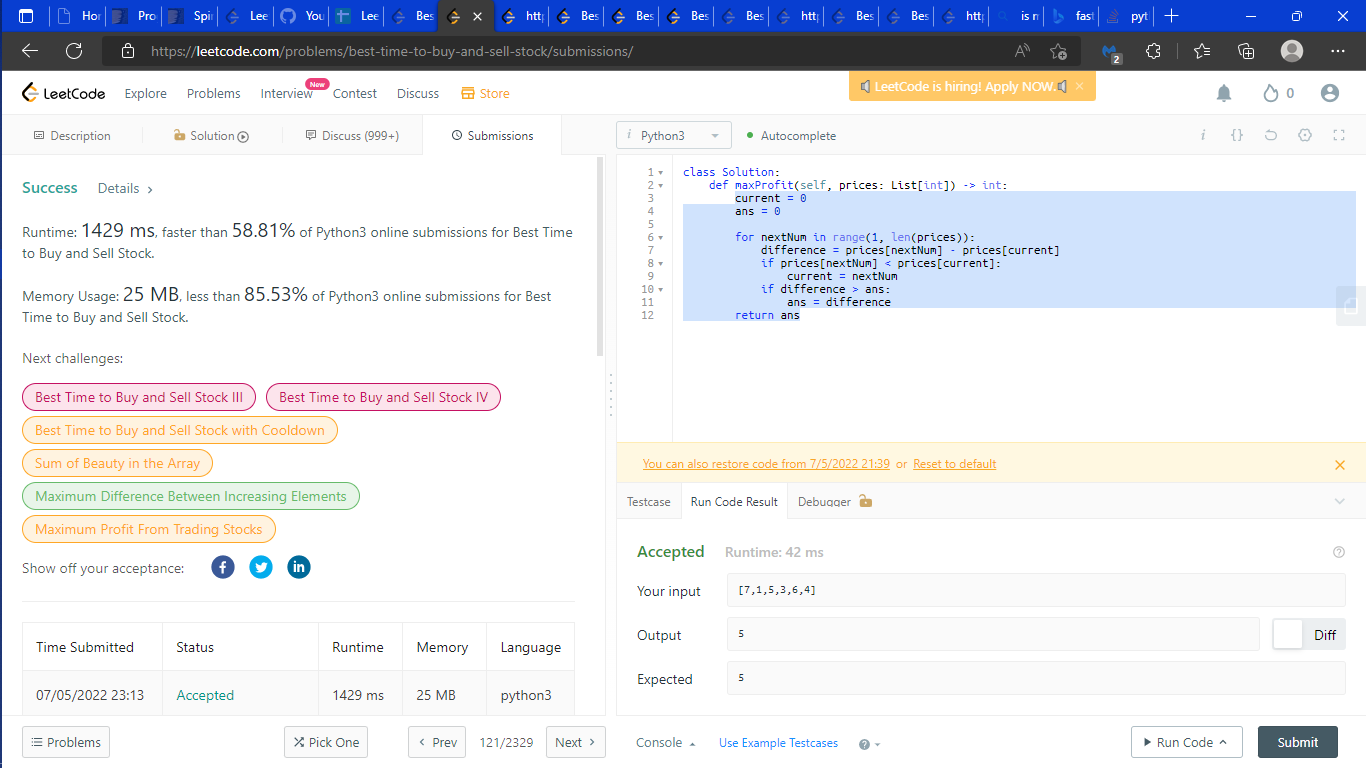 Hor
Pro
Spi
Lee
You
Lee
Bes
htt
Bes
Bes
Bes
Bes
htt
Bes
Bes
htt
is n
fast
pyt
https://leetcode.com/problems/best-time-to-buy-and-sell-stock/submissions/
2
LeetCode
Explore
Problems
Interview
New
Contest
Discuss
Store
LeetCode is hiring! Apply NOW.
0
Description
Solution
Discuss (999+)
Submissions
i Python3
Autocomplete
i {}
Success Details >
Runtime: 1429 ms, faster than 58.81% of Python3 online submissions for Best Time
to Buy and Sell Stock.
Memory Usage: 25 MB, less than 85.53% of Python3 online submissions for Best
Time to Buy and Sell Stock.
Next challenges:
Best Time to Buy and Sell Stock III
Best Time to Buy and Sell Stock IV
Best Time to Buy and Sell Stock with Cooldown
Sum of Beauty in the Array
Maximum Difference Between Increasing Elements
Maximum Profit From Trading Stocks
Show off your acceptance:
Time Submitted Status Runtime Memory Language
07/05/2022 23:13 Accepted 1429 ms 25 MB python3
1 class Solution:
2 def maxProfit(self, prices: List[int]) -> int:
3 current = 0
4 ans = 0
5
6 for nextNum in range(1, len(prices)):
7 difference = prices[nextNum] - prices[current]
8 if prices[nextNum] < prices[current]:
9 current = nextNum
10 if difference > ans:
11 ans = difference
12 return ans
You can also restore code from 7/5/2022 21:39 or Reset to default
Testcase
Run Code Result
Debugger
Accepted Runtime: 42 ms
Your input [7,1,5,3,6,4]
Output 5 Diff
Expected 5
Problems
Pick One
< Prev
121/2329
Next >
Console
Use Example Testcases
Run Code
Submit